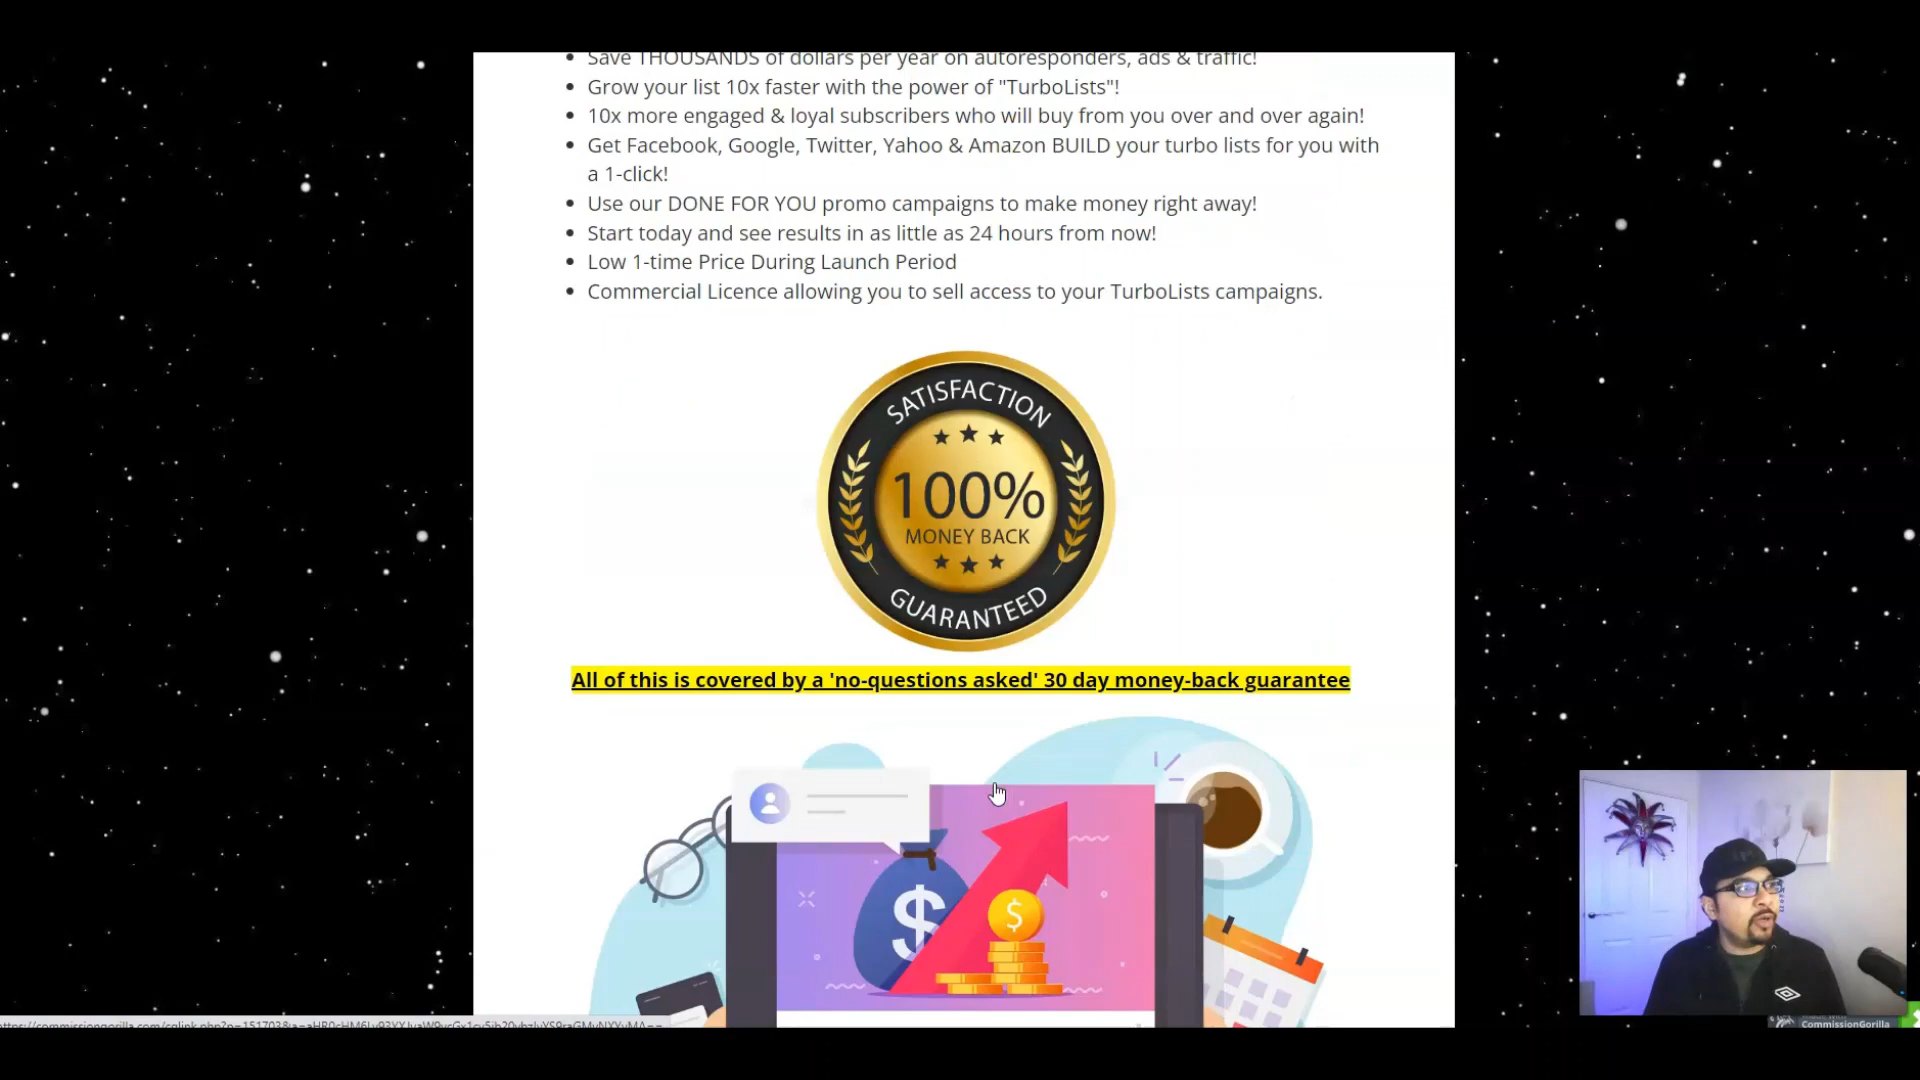 Save THOUSANDS of dollars per year on autoresponders, ads & traffic!
Grow your list 10x faster with the power of "TurboLists"!
10x more engaged & loyal subscribers who will buy from you over and over again!
Get Facebook, Google, Twitter, Yahoo & Amazon BUILD your turbo lists for you with
a 1-click!
Use our DONE FOR YOU promo campaigns to make money right away!
Start today and see results in as little as 24 hours from now!
Low 1-time Price During Launch Period
Commercial Licence allowing you to sell access to your TurboLists campaigns.
SATISFACTION
100%
MONEY BACK
GUARANTEED
All of this is covered by a 'no-questions asked' 30 day money-back guarantee
$
$
CommissionGorilla